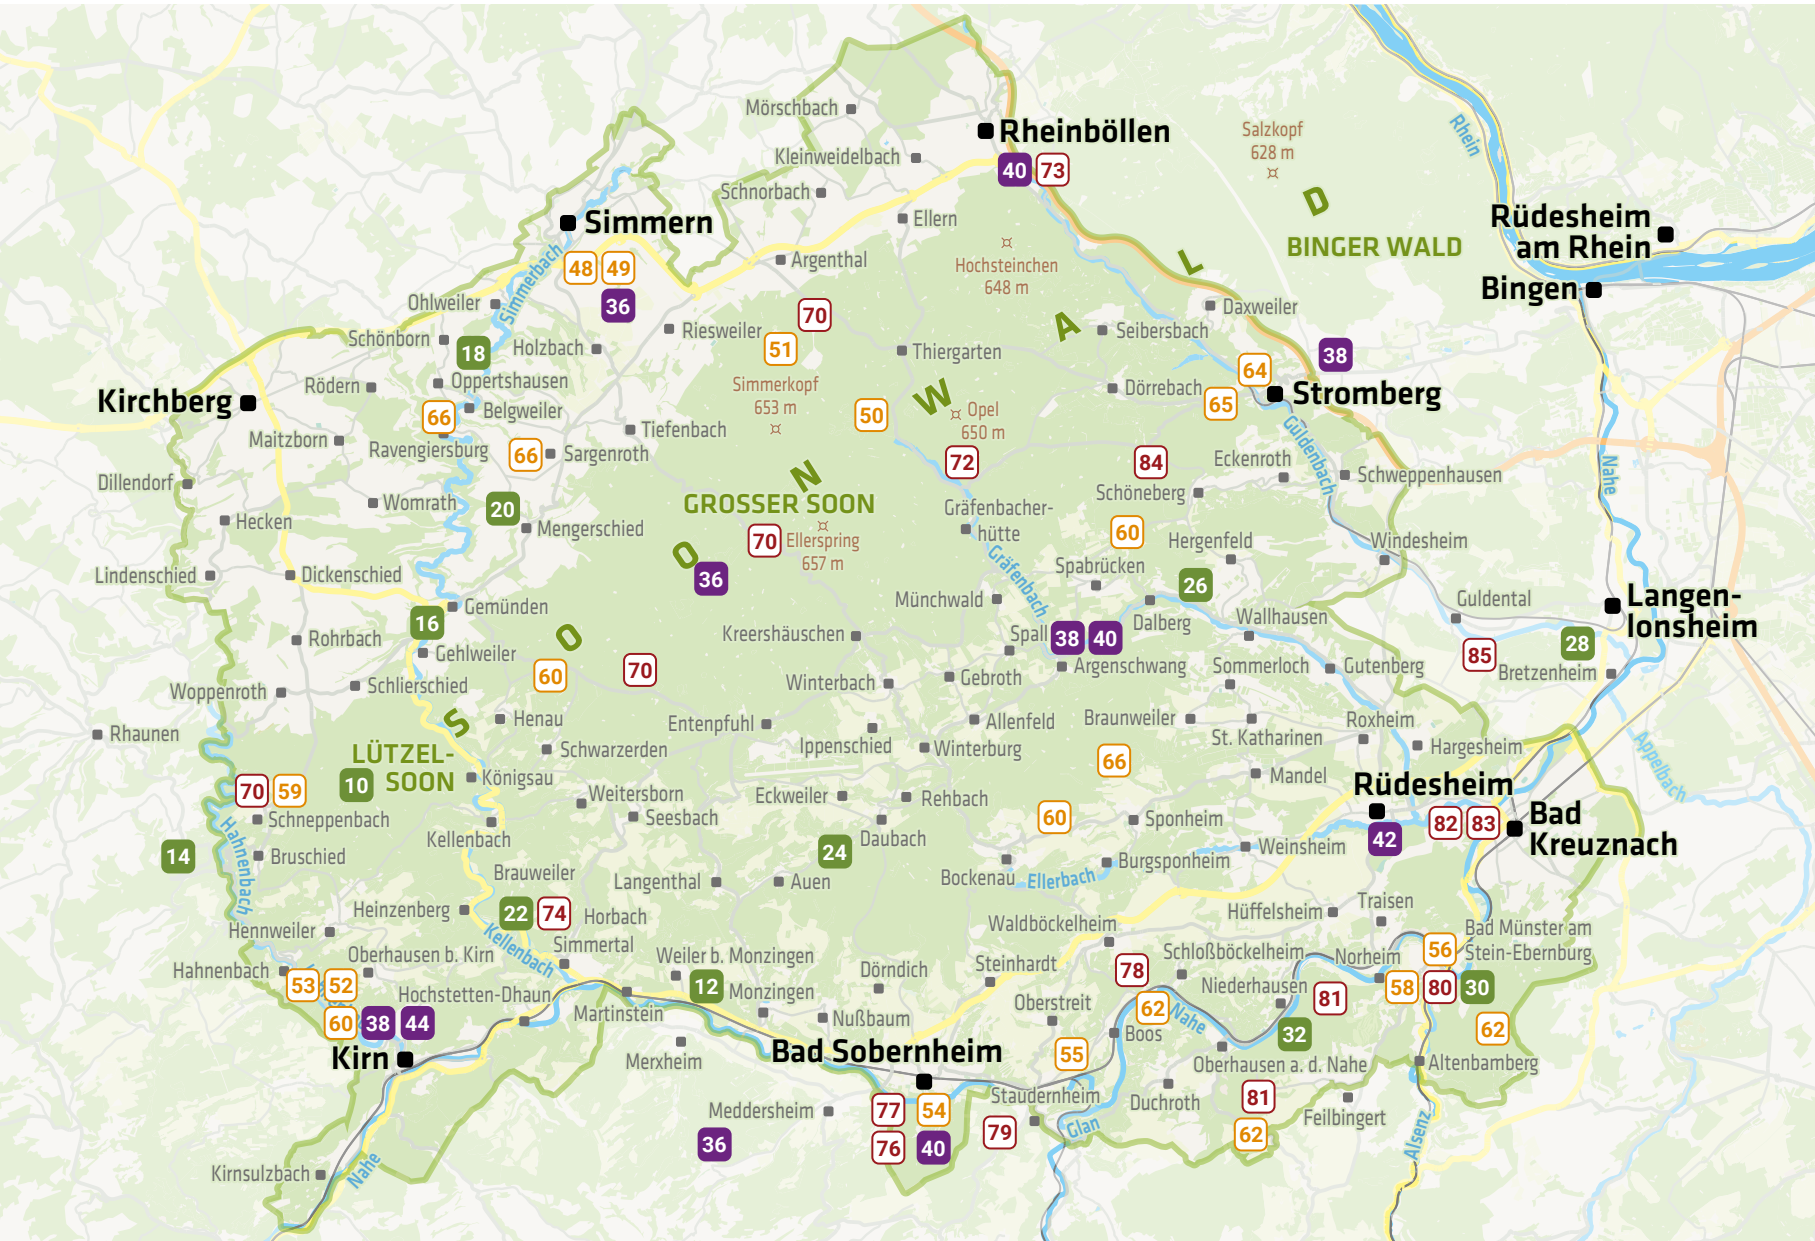 Mörschbach
Rheinböllen
Salzkopf
628 m
Rhein
Kleinweidelbach
40
73
Schnorbach
D
Simmern
Ellern
Rüdesheim
am Rhein
BINGER WALD
48
49
Simmerbach
Argenthal
Hochsteinchen
648 m
L
Bingen
Ohlweiler
36
70
Daxweiler
Riesweiler
A
Seibersbach
Schönborn
18
Holzbach
51
Thiergarten
38
64
Rödern
Oppertshausen
Simmerkopf
653 m
W
Dörrebach
Stromberg
Kirchberg
66
Belgweiler
50
Opel
650 m
65
Maitzborn
Ravengiersburg
Tiefenbach
Güldenbach
66
Sargenroth
72
84
Eckenroth
Schweppenhausen
Nahe
Dillendorf
N
Schöneberg
Womrath
GROSSER SOON
20
Gräfenbacher-
hütte
Hecken
Mengerschied
70
Ellerspring
657 m
60
Hergenfeld
Windesheim
O
Lindenschied
Dickenschied
36
Gräfenbach
Spabrücken
26
Gemünden
Münchwald
Guldental
Langen-
lonsheim
16
Dalberg
Wallhausen
Rohrbach
O
Kreershäuschen
Spall
38
40
28
Gehlweiler
85
60
70
Argenschwang
Sommerloch
Gutenberg
Bretzenheim
Woppenroth
Schlierschied
Winterbach
Gebroth
S
Henau
Entenpfuhl
Allenfeld
Braunweiler
Roxheim
Rhaunen
Ippenschied
Winterburg
St. Katharinen
Hargesheim
LÜTZEL-
SOON
Schwarzerden
66
Appelbach
10
Königsau
Mandel
70
59
Weitersborn
Eckweiler
Rehbach
Rüdesheim
Schneppenbach
Seesbach
60
Sponheim
82
83
Bad
Kreuznach
Hahnenbach
Kellenbach
Daubach
42
14
Bruschied
24
Burgsponheim
Weinsheim
Brauweiler
Langenthal
Auen
Bockenau
Ellerbach
Heinzenberg
22
74
Horbach
Hüffelsheim
Traisen
Hennweiler
Kellenbach
Simmertal
Waldböckelheim
Bad Münster am
Stein-Ebernburg
Oberhausen b. Kirn
Weiler b. Monzingen
Schloßböckelheim
Norheim
56
Hahnenbach
Dörndich
Steinhardt
78
53
52
12
Monzingen
Niederhausen
58
80
30
Hochstetten-Dhaun
Oberstreit
81
60
38
44
Martinstein
Nußbaum
62
Nahe
62
Kirn
Merxheim
Bad Sobernheim
Boos
32
55
Oberhausen a. d. Nahe
Altenbamberg
Meddersheim
77
54
Staudernheim
Duchroth
81
Feilbingert
36
76
40
79
Glan
62
Alsenz
Kirnsulzbach
Nahe